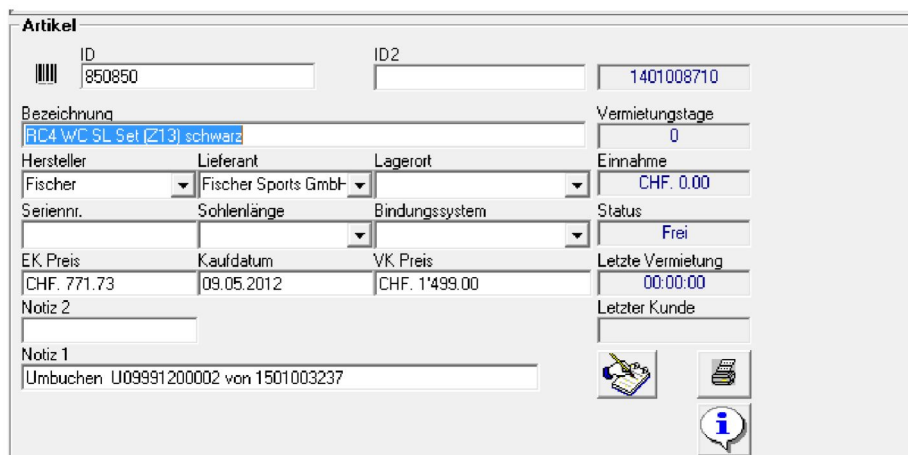 Artikel
ID ID2
850850 1401008710
Bezeichnung Vermietungstage
RC4 WC SL Set (Z13) schwarz 0
Hersteller Lieferant Lagerort Einnahme
Fischer Fischer Sports GmbH CHF. 0.00
Seriennr. Sohlenlänge Bindungssystem Status
Frei
EK Preis Kaufdatum VK Preis Letzte Vermietung
CHF. 771.73 09.05.2012 CHF. 1'499.00 00:00:00
Notiz 2 Letzter Kunde
Notiz 1
Umbuchen U09991200002 von 1501003237